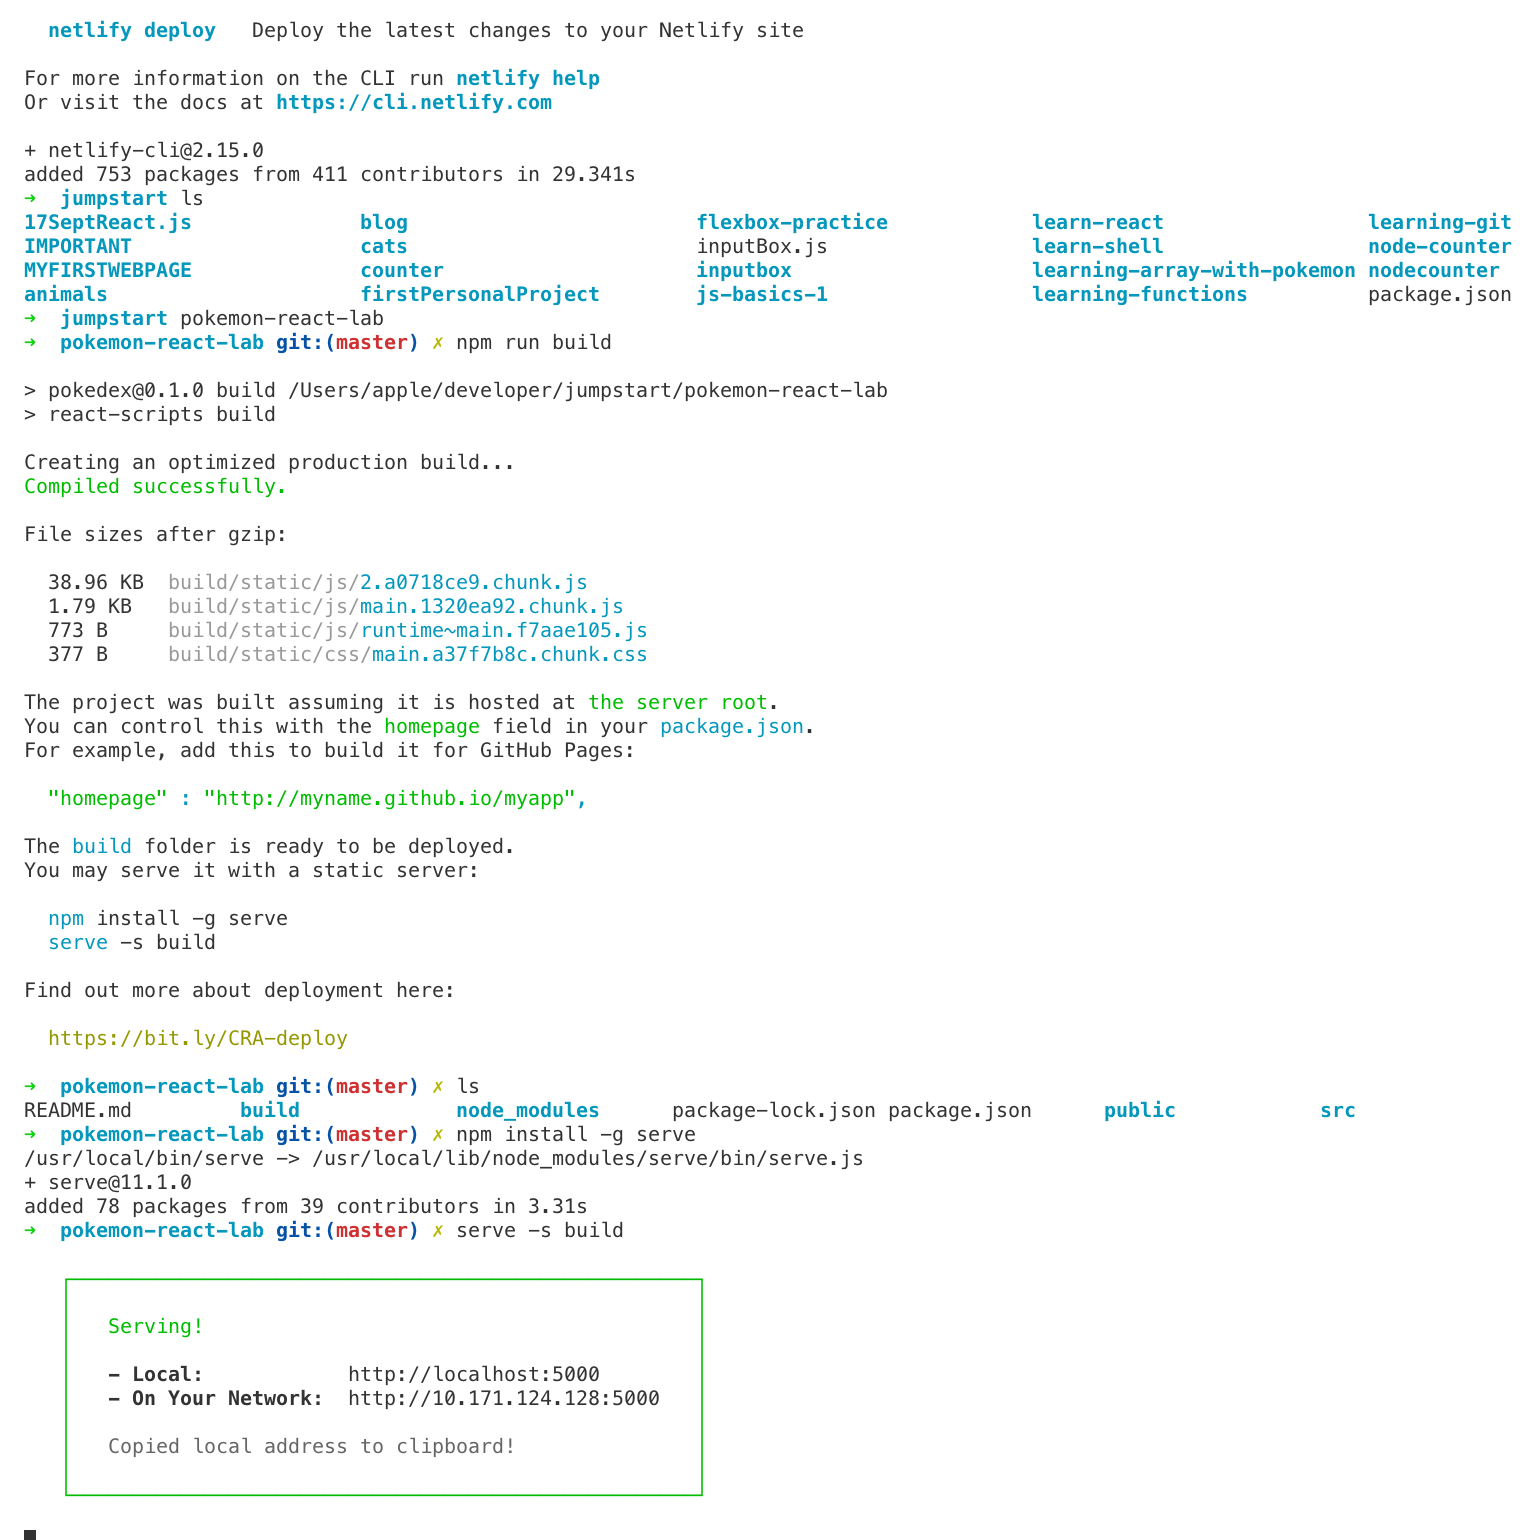 netlify deploy   Deploy the latest changes to your Netlify site
For more information on the CLI run netlify help
Or visit the docs at https://cli.netlify.com
+ netlify-cli@2.15.0
added 753 packages from 411 contributors in 29.341s
➜  jumpstart ls
17SeptReact.js              blog                        flexbox-practice            learn-react                 learning-git
IMPORTANT                   cats                        inputBox.js                 learn-shell                 node-counter
MYFIRSTWEBPAGE              counter                     inputbox                    learning-array-with-pokemon nodecounter
animals                     firstPersonalProject        js-basics-1                 learning-functions          package.json
➜  jumpstart pokemon-react-lab
➜  pokemon-react-lab git:(master) ✗ npm run build
> pokedex@0.1.0 build /Users/apple/developer/jumpstart/pokemon-react-lab
> react-scripts build
Creating an optimized production build...
Compiled successfully.
File sizes after gzip:
38.96 KB  build/static/js/2.a0718ce9.chunk.js
1.79 KB   build/static/js/main.1320ea92.chunk.js
773 B     build/static/js/runtime~main.f7aae105.js
377 B     build/static/css/main.a37f7b8c.chunk.css
The project was built assuming it is hosted at the server root.
You can control this with the homepage field in your package.json.
For example, add this to build it for GitHub Pages:
"homepage" : "http://myname.github.io/myapp",
The build folder is ready to be deployed.
You may serve it with a static server:
npm install -g serve
serve -s build
Find out more about deployment here:
https://bit.ly/CRA-deploy
➜  pokemon-react-lab git:(master) ✗ ls
README.md         build             node_modules      package-lock.json package.json      public            src
➜  pokemon-react-lab git:(master) ✗ npm install -g serve
/usr/local/bin/serve -> /usr/local/lib/node_modules/serve/bin/serve.js
+ serve@11.1.0
added 78 packages from 39 contributors in 3.31s
➜  pokemon-react-lab git:(master) ✗ serve -s build
Serving!
- Local:            http://localhost:5000
- On Your Network:  http://10.171.124.128:5000
Copied local address to clipboard!